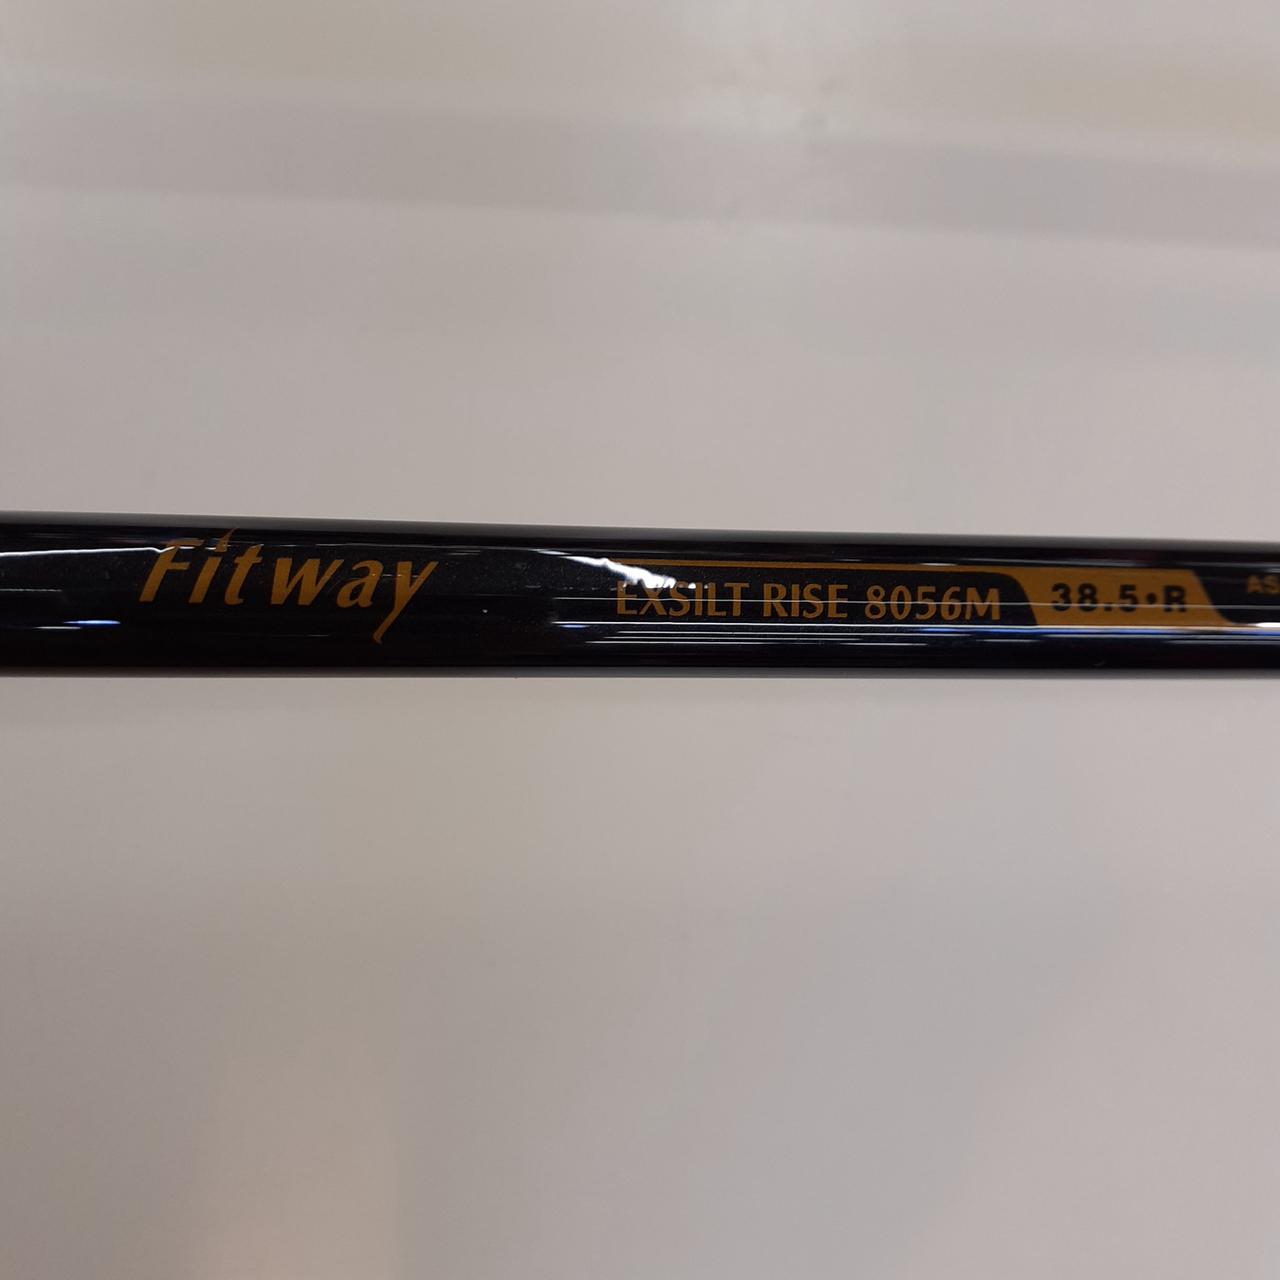 Fitway
EXSILT RISE 8056M 38.5•R